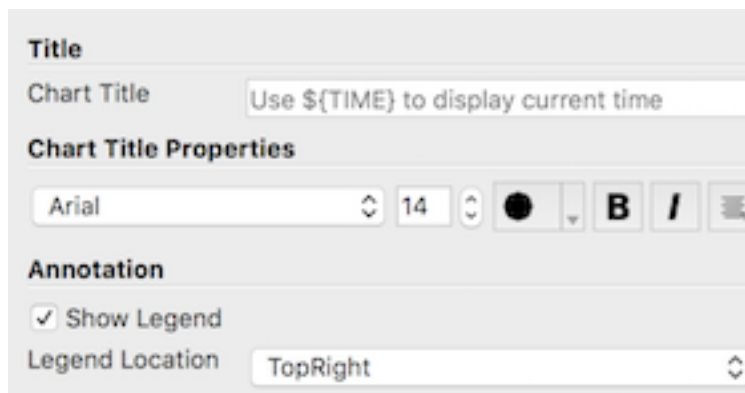 Title
Chart Title Use ${TIME} to display current time
Chart Title Properties
Arial 14 B I
Annotation
Show Legend
Legend Location TopRight